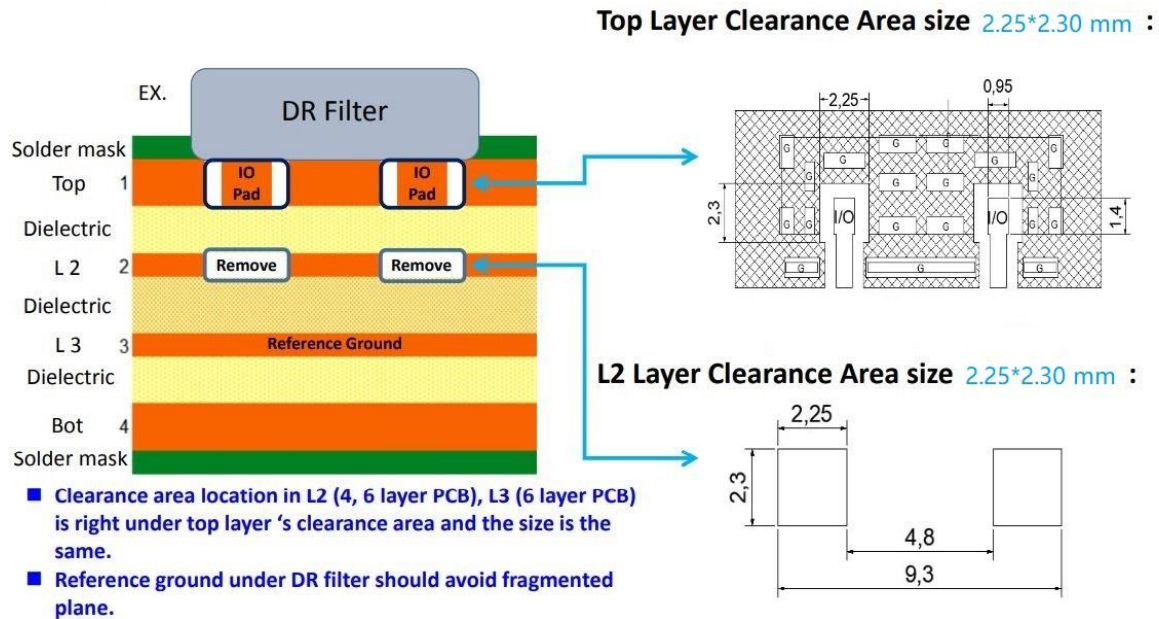 Top Layer Clearance Area size 2.25*2.30 mm :
EX.
DR Filter
Solder mask
Top 1
IO Pad
IO Pad
Dielectric
L 2 2
Remove
Remove
Dielectric
L 3 3
Reference Ground
Dielectric
Bot 4
Solder mask
2,25
0,95
G
G
G
G
G
G
G
G
G
G
G
2,3
I/O
I/O
1,4
G
G
G
G
G
G
G
G
G
L2 Layer Clearance Area size 2.25*2.30 mm :
2,25
2,3
4,8
9,3
■ Clearance area location in L2 (4, 6 layer PCB), L3 (6 layer PCB)
is right under top layer ‘s clearance area and the size is the
same.
■ Reference ground under DR filter should avoid fragmented
plane.